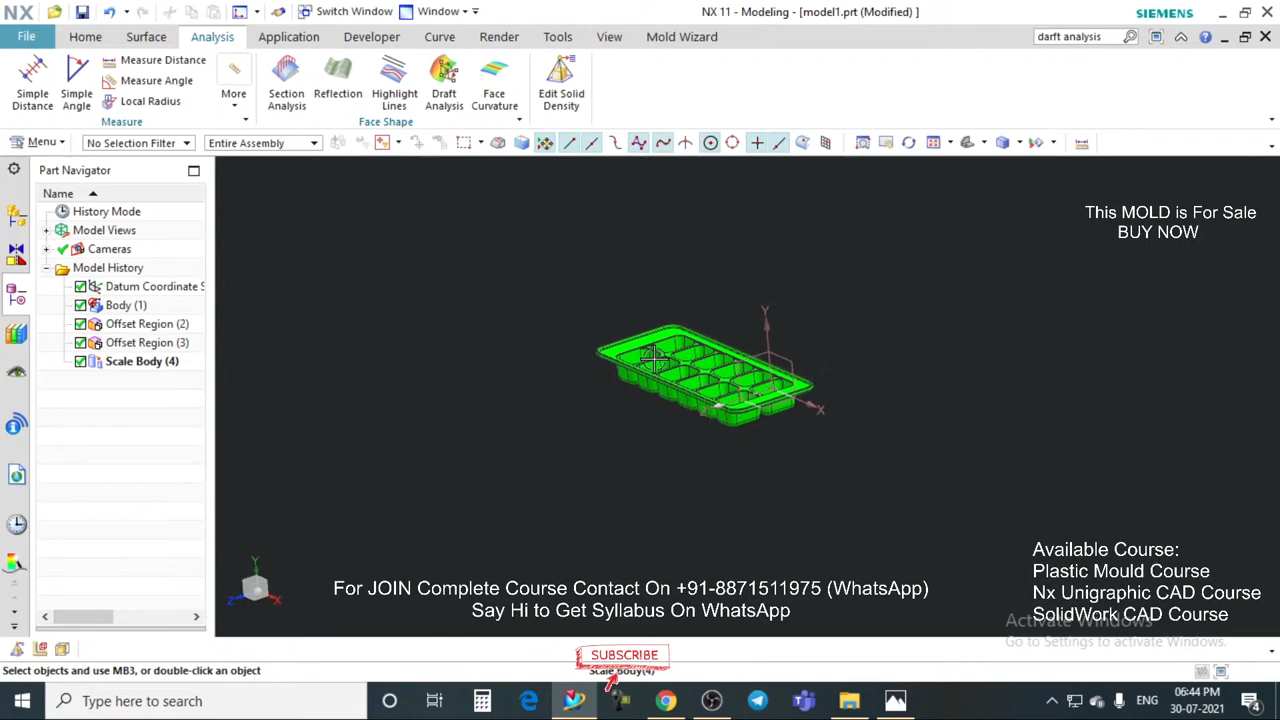 NX
Switch Window
Window
NX 11 - Modeling - [model1.prt (Modified) ]
SIEMENS
File
Home
Surface
Analysis
Application
Developer
Curve
Render
Tools
View
Mold Wizard
darft analysis
Simple Distance
Simple Angle
Measure Distance
Measure Angle
Local Radius
More
Section Analysis
Reflection
Highlight Lines
Draft Analysis
Face Curvature
Edit Solid Density
Measure
Face Shape
Menu
No Selection Filter
Entire Assembly
Part Navigator
Name
History Mode
Model Views
Cameras
Model History
Datum Coordinate S
Body (1)
Offset Region (2)
Offset Region (3)
Scale Body (4)
This MOLD is For Sale
BUY NOW
Y
X
Z
Y
Z
X
For JOIN Complete Course Contact On +91-8871511975 (WhatsApp)
Say Hi to Get Syllabus On WhatsApp
Available Course:
Plastic Mould Course
Nx Unigraphic CAD Course
SolidWork CAD Course
Activate Windows
Go to Settings to activate Windows.
SUBSCRIBE
Select objects and use MB3, or double-click an object
Scale Body(4)
Type here to search
ENG
06:44 PM
30-07-2021
4